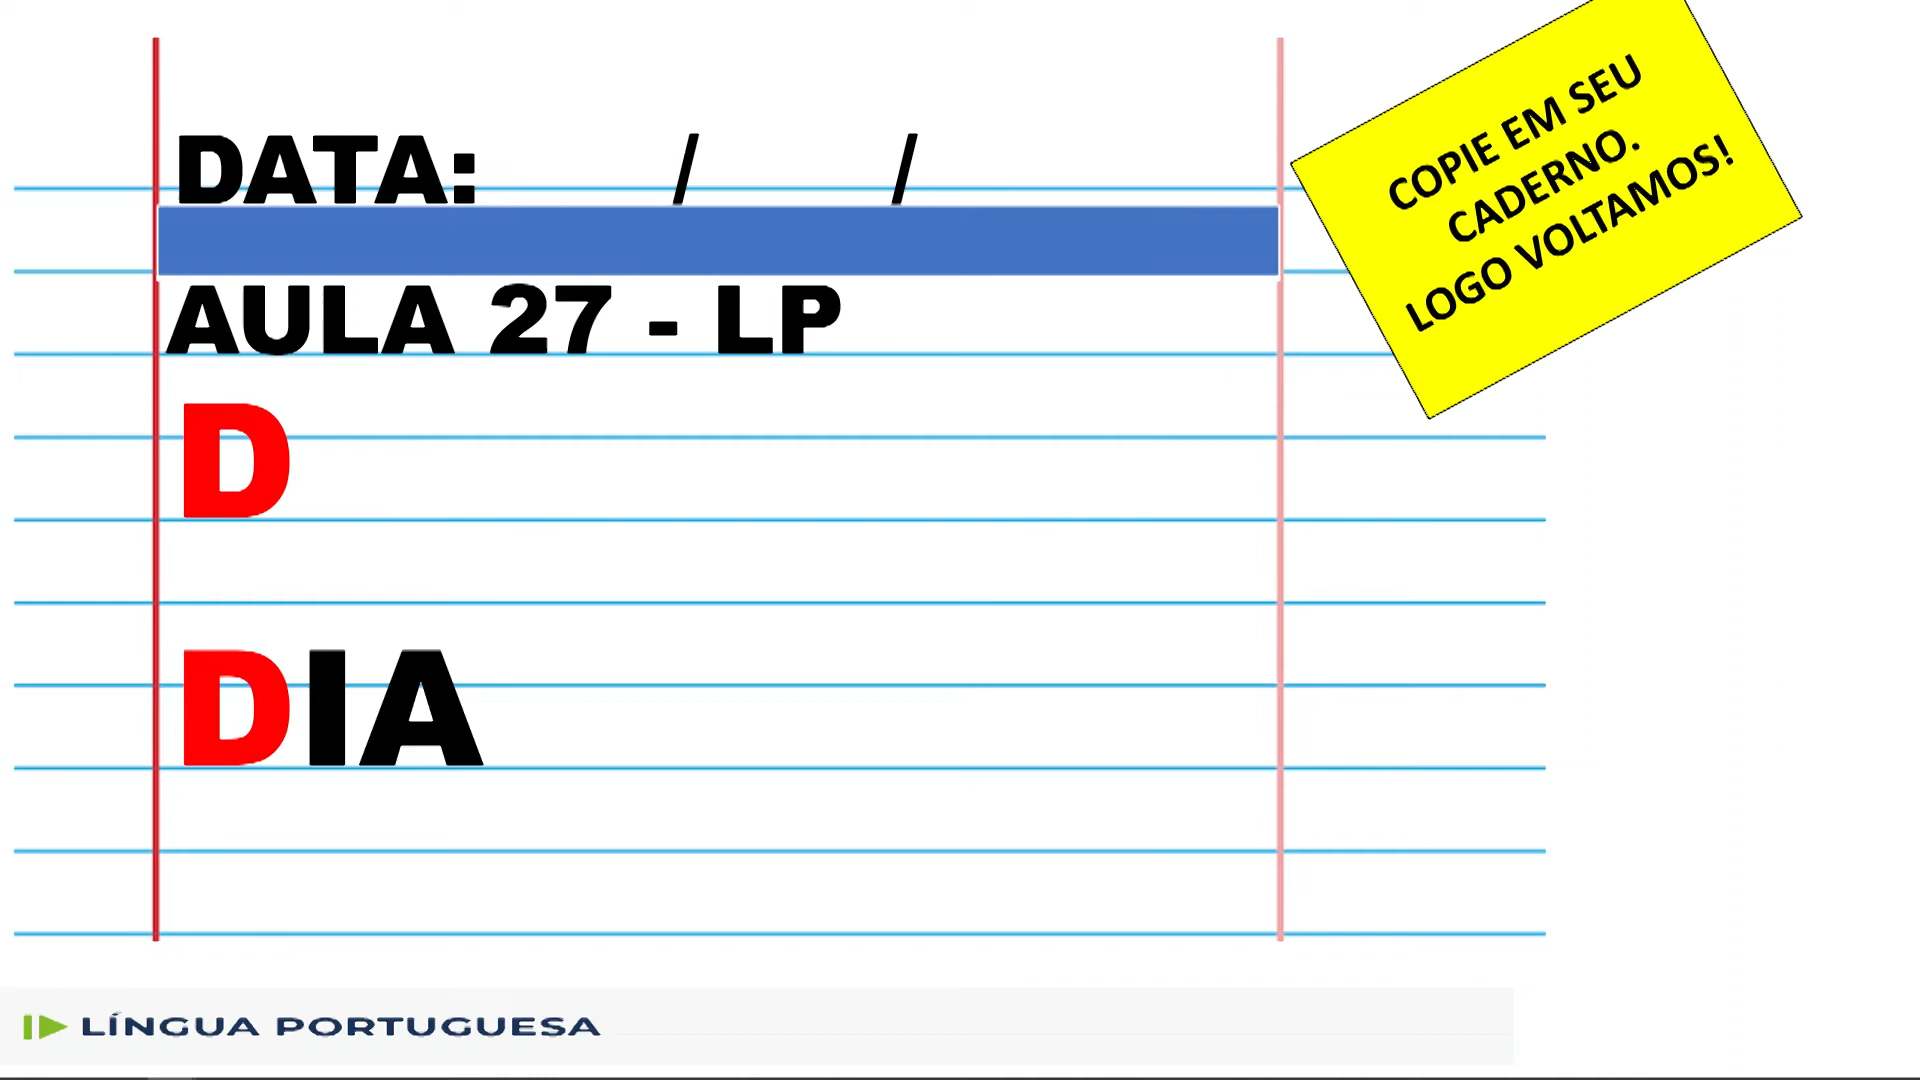 DATA: / /
AULA 27 - LP
D
DIA
COPIE EM SEU
CADERNO.
LOGO VOLTAMOS!
LÍNGUA PORTUGUESA